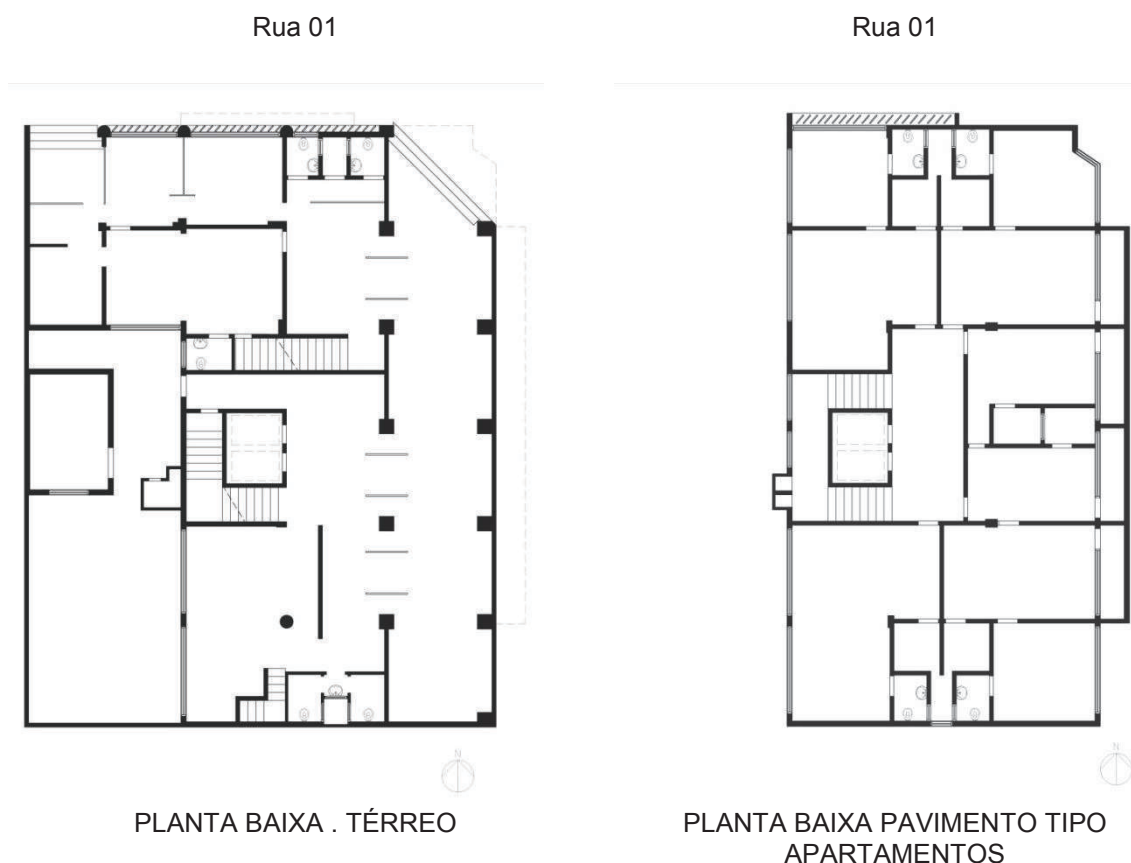 Rua 01
Rua 01
N
N
PLANTA BAIXA . TÉRREO
PLANTA BAIXA PAVIMENTO TIPO
APARTAMENTOS